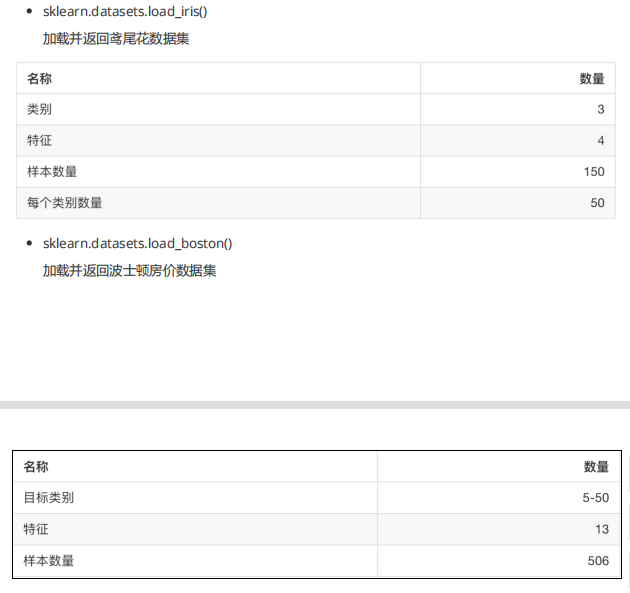 • sklearn.datasets.load_iris()
加载并返回鸢尾花数据集
名称 数量
类别 3
特征 4
样本数量 150
每个类别数量 50
• sklearn.datasets.load_boston()
加载并返回波士顿房价数据集
名称 数量
目标类别 5-50
特征 13
样本数量 506